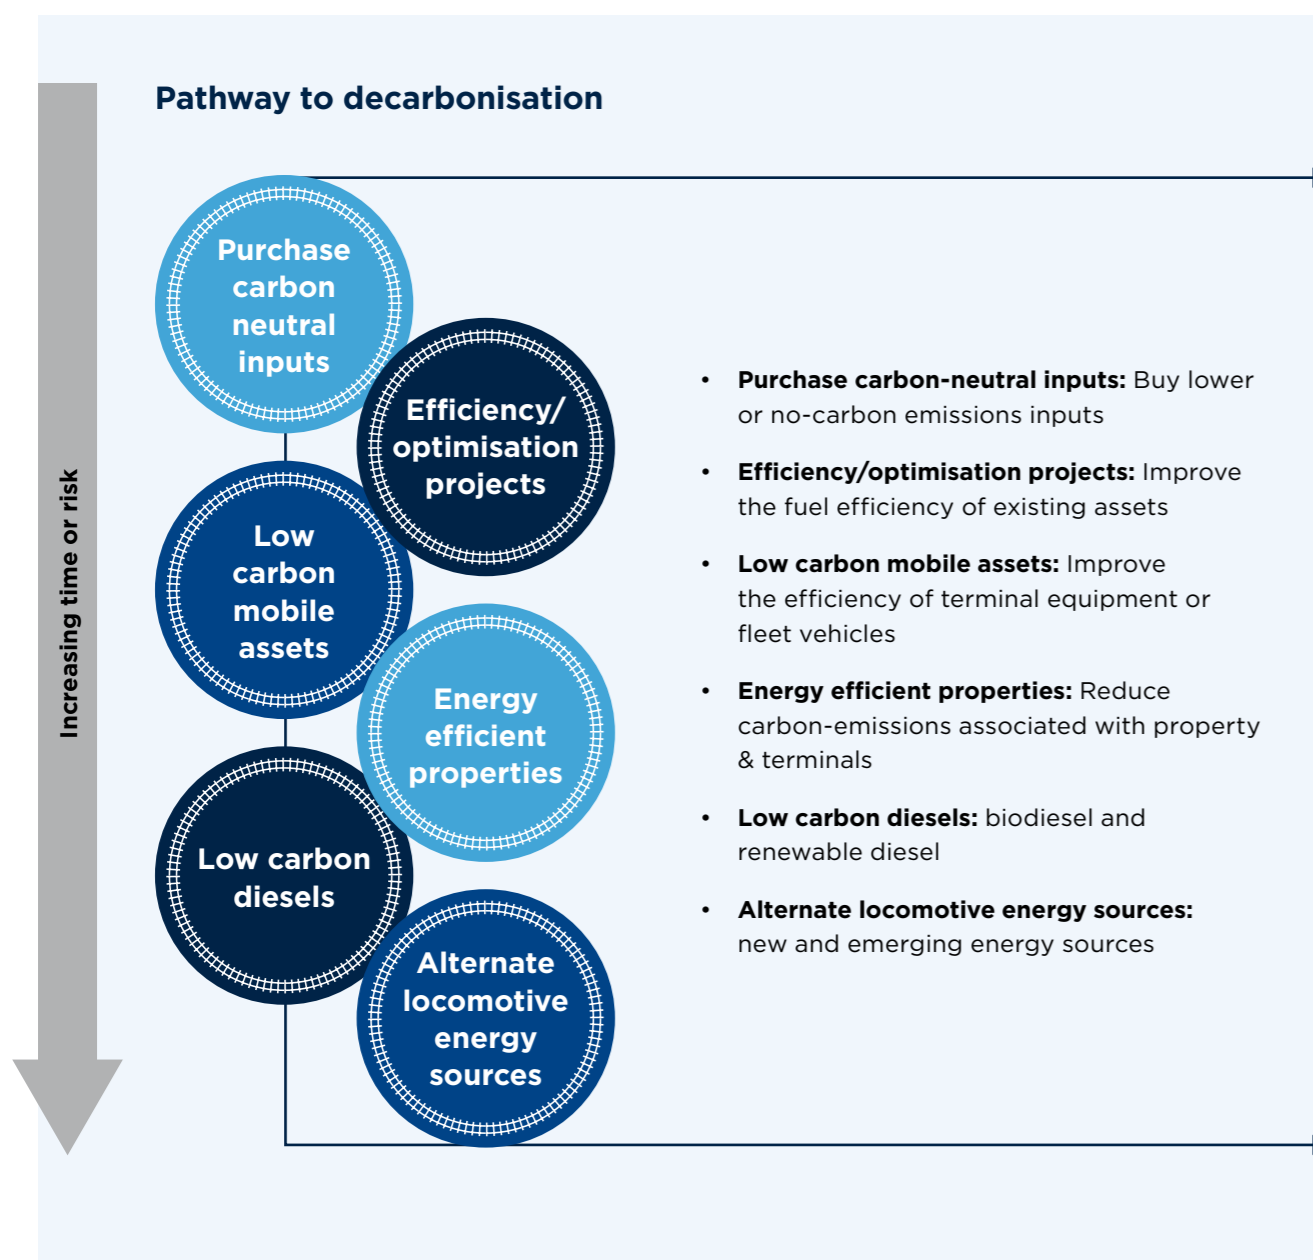 Pathway to decarbonisation
Increasing time or risk
Purchase
carbon
neutral
inputs
Efficiency/
optimisation
projects
Low
carbon
mobile
assets
Energy
efficient
properties
Low carbon
diesels
Alternate
locomotive
energy
sources
• Purchase carbon-neutral inputs: Buy lower
or no-carbon emissions inputs
• Efficiency/optimisation projects: Improve
the fuel efficiency of existing assets
• Low carbon mobile assets: Improve
the efficiency of terminal equipment or
fleet vehicles
• Energy efficient properties: Reduce
carbon-emissions associated with property
& terminals
• Low carbon diesels: biodiesel and
renewable diesel
• Alternate locomotive energy sources:
new and emerging energy sources